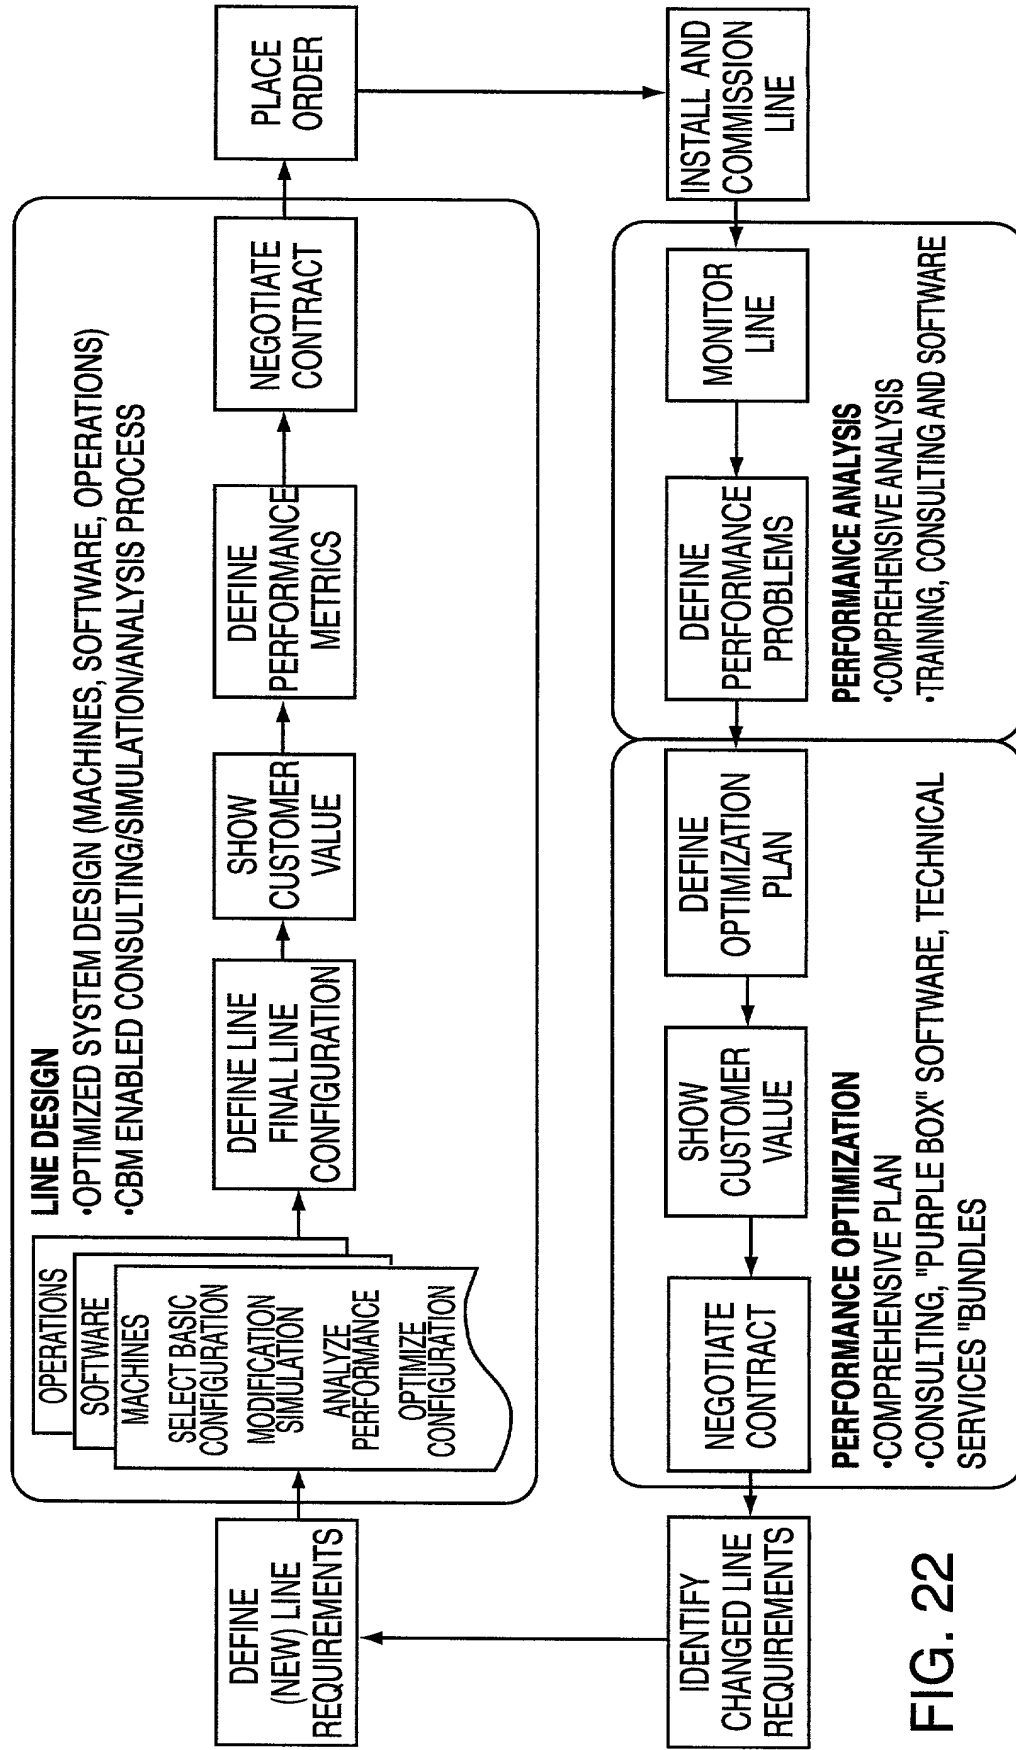 LINE DESIGN
•OPTIMIZED SYSTEM DESIGN (MACHINES, SOFTWARE, OPERATIONS)
•CBM ENABLED CONSULTING/SIMULATION/ANALYSIS PROCESS
DEFINE
(NEW) LINE
REQUIREMENTS
OPERATIONS
SOFTWARE
MACHINES
SELECT BASIC
CONFIGURATION
MODIFICATION
SIMULATION
ANALYZE
PERFORMANCE
OPTIMIZE
CONFIGURATION
DEFINE LINE
FINAL LINE
CONFIGURATION
SHOW
CUSTOMER
VALUE
DEFINE
PERFORMANCE
METRICS
NEGOTIATE
CONTRACT
PLACE
ORDER
IDENTIFY
CHANGED LINE
REQUIREMENTS
NEGOTIATE
CONTRACT
SHOW
CUSTOMER
VALUE
DEFINE
OPTIMIZATION
PLAN
DEFINE
PERFORMANCE
PROBLEMS
MONITOR
LINE
INSTALL AND
COMMISSION
LINE
PERFORMANCE OPTIMIZATION
•COMPREHENSIVE PLAN
•CONSULTING, "PURPLE BOX" SOFTWARE, TECHNICAL
SERVICES "BUNDLES
PERFORMANCE ANALYSIS
•COMPREHENSIVE ANALYSIS
•TRAINING, CONSULTING AND SOFTWARE
FIG. 22